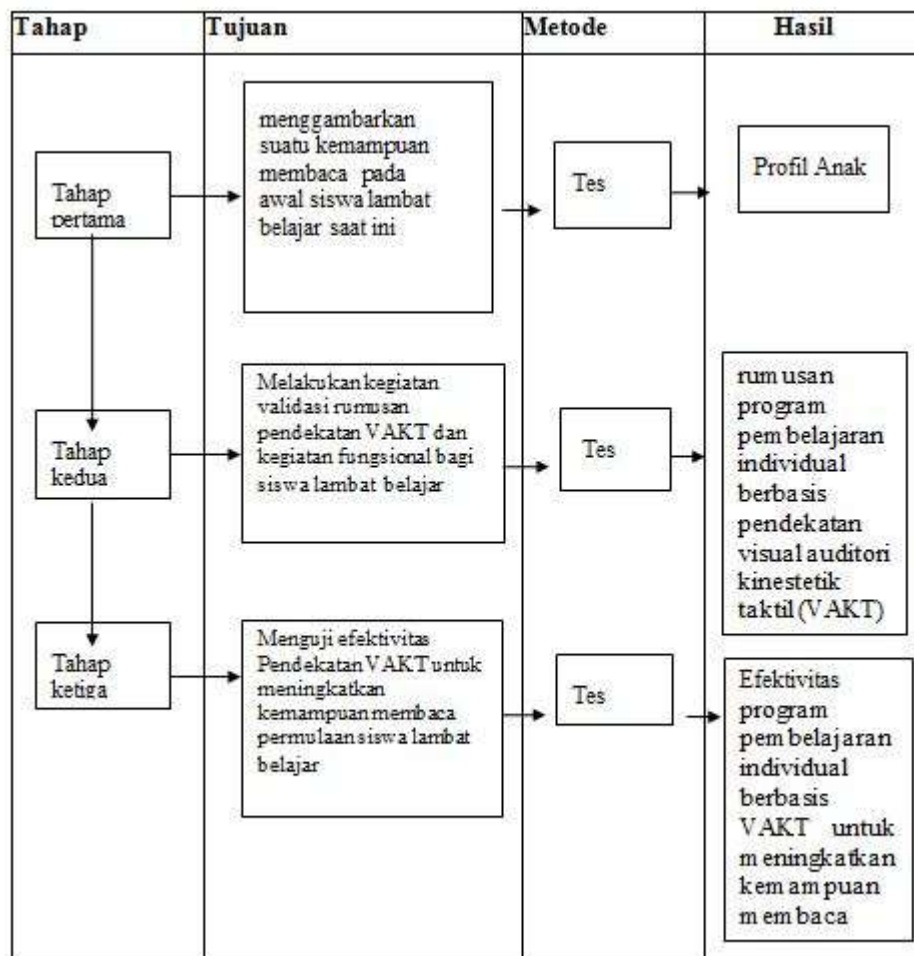 Tahap Tujuan Metode Hasil
Tahap
pertama
menggambarkan
suatu kemampuan
membaca pada
awal siswa lambat
belajar saat ini
Tes
Profil Anak
Tahap
kedua
Melakukan kegiatan
validasi rumusan
pendekatan VAKT dan
kegiatan fungsional bagi
siswa lambat belajar
Tes
rumusan
program
pembelajaran
individual
berbasis
pendekatan
visual auditori
kinestetik
taktil (VAKT)
Tahap
ketiga
Menguji efektivitas
Pendekatan VAKT untuk
meningkatkan
kemampuan membaca
permulaan siswa lambat
belajar
Tes
Efektivitas
program
pembelajaran
individual
berbasis
VAKT untuk
meningkatkan
kemampuan
membaca